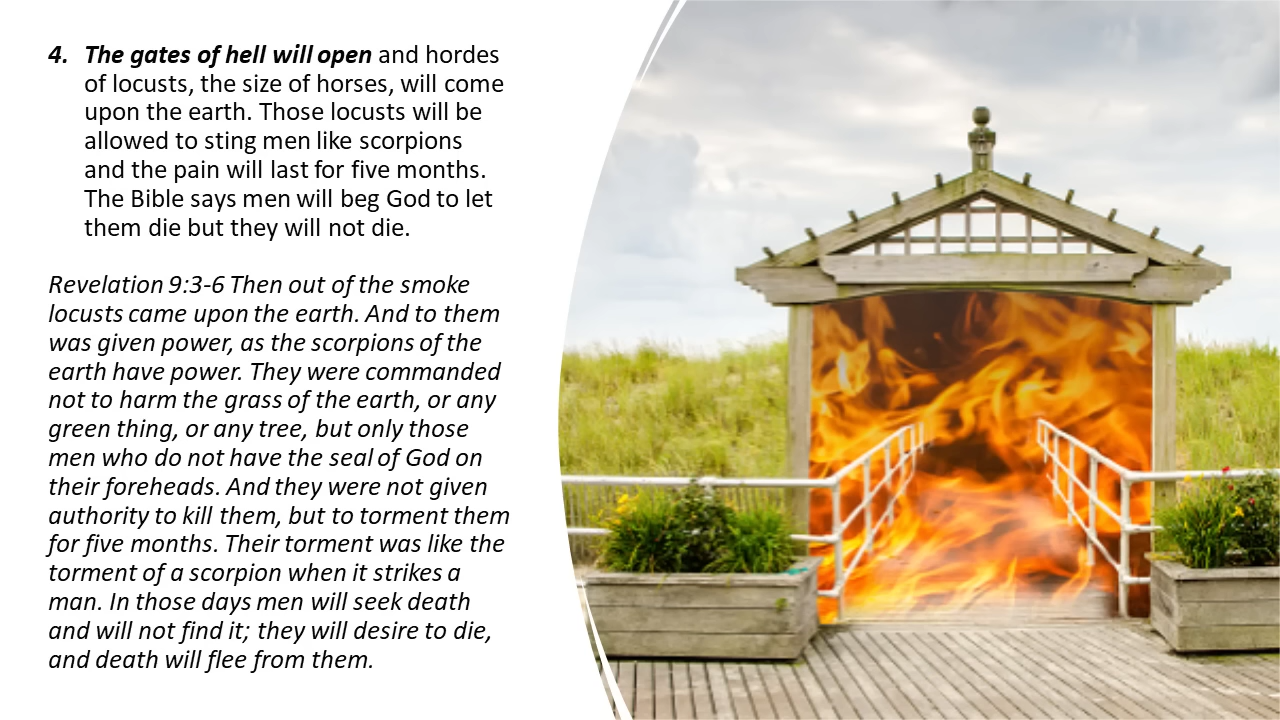 4. The gates of hell will open and hordes
of locusts, the size of horses, will come
upon the earth. Those locusts will be
allowed to sting men like scorpions
and the pain will last for five months.
The Bible says men will beg God to let
them die but they will not die.
Revelation 9:3-6 Then out of the smoke
locusts came upon the earth. And to them
was given power, as the scorpions of the
earth have power. They were commanded
not to harm the grass of the earth, or any
green thing, or any tree, but only those
men who do not have the seal of God on
their foreheads. And they were not given
authority to kill them, but to torment them
for five months. Their torment was like the
torment of a scorpion when it strikes a
man. In those days men will seek death
and will not find it; they will desire to die,
and death will flee from them.